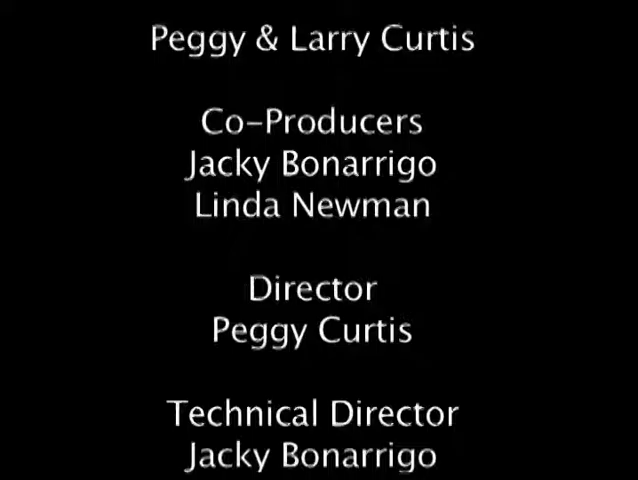 Peggy & Larry Curtis
Co-Producers
Jacky Bonarrigo
Linda Newman
Director
Peggy Curtis
Technical Director
Jacky Bonarrigo